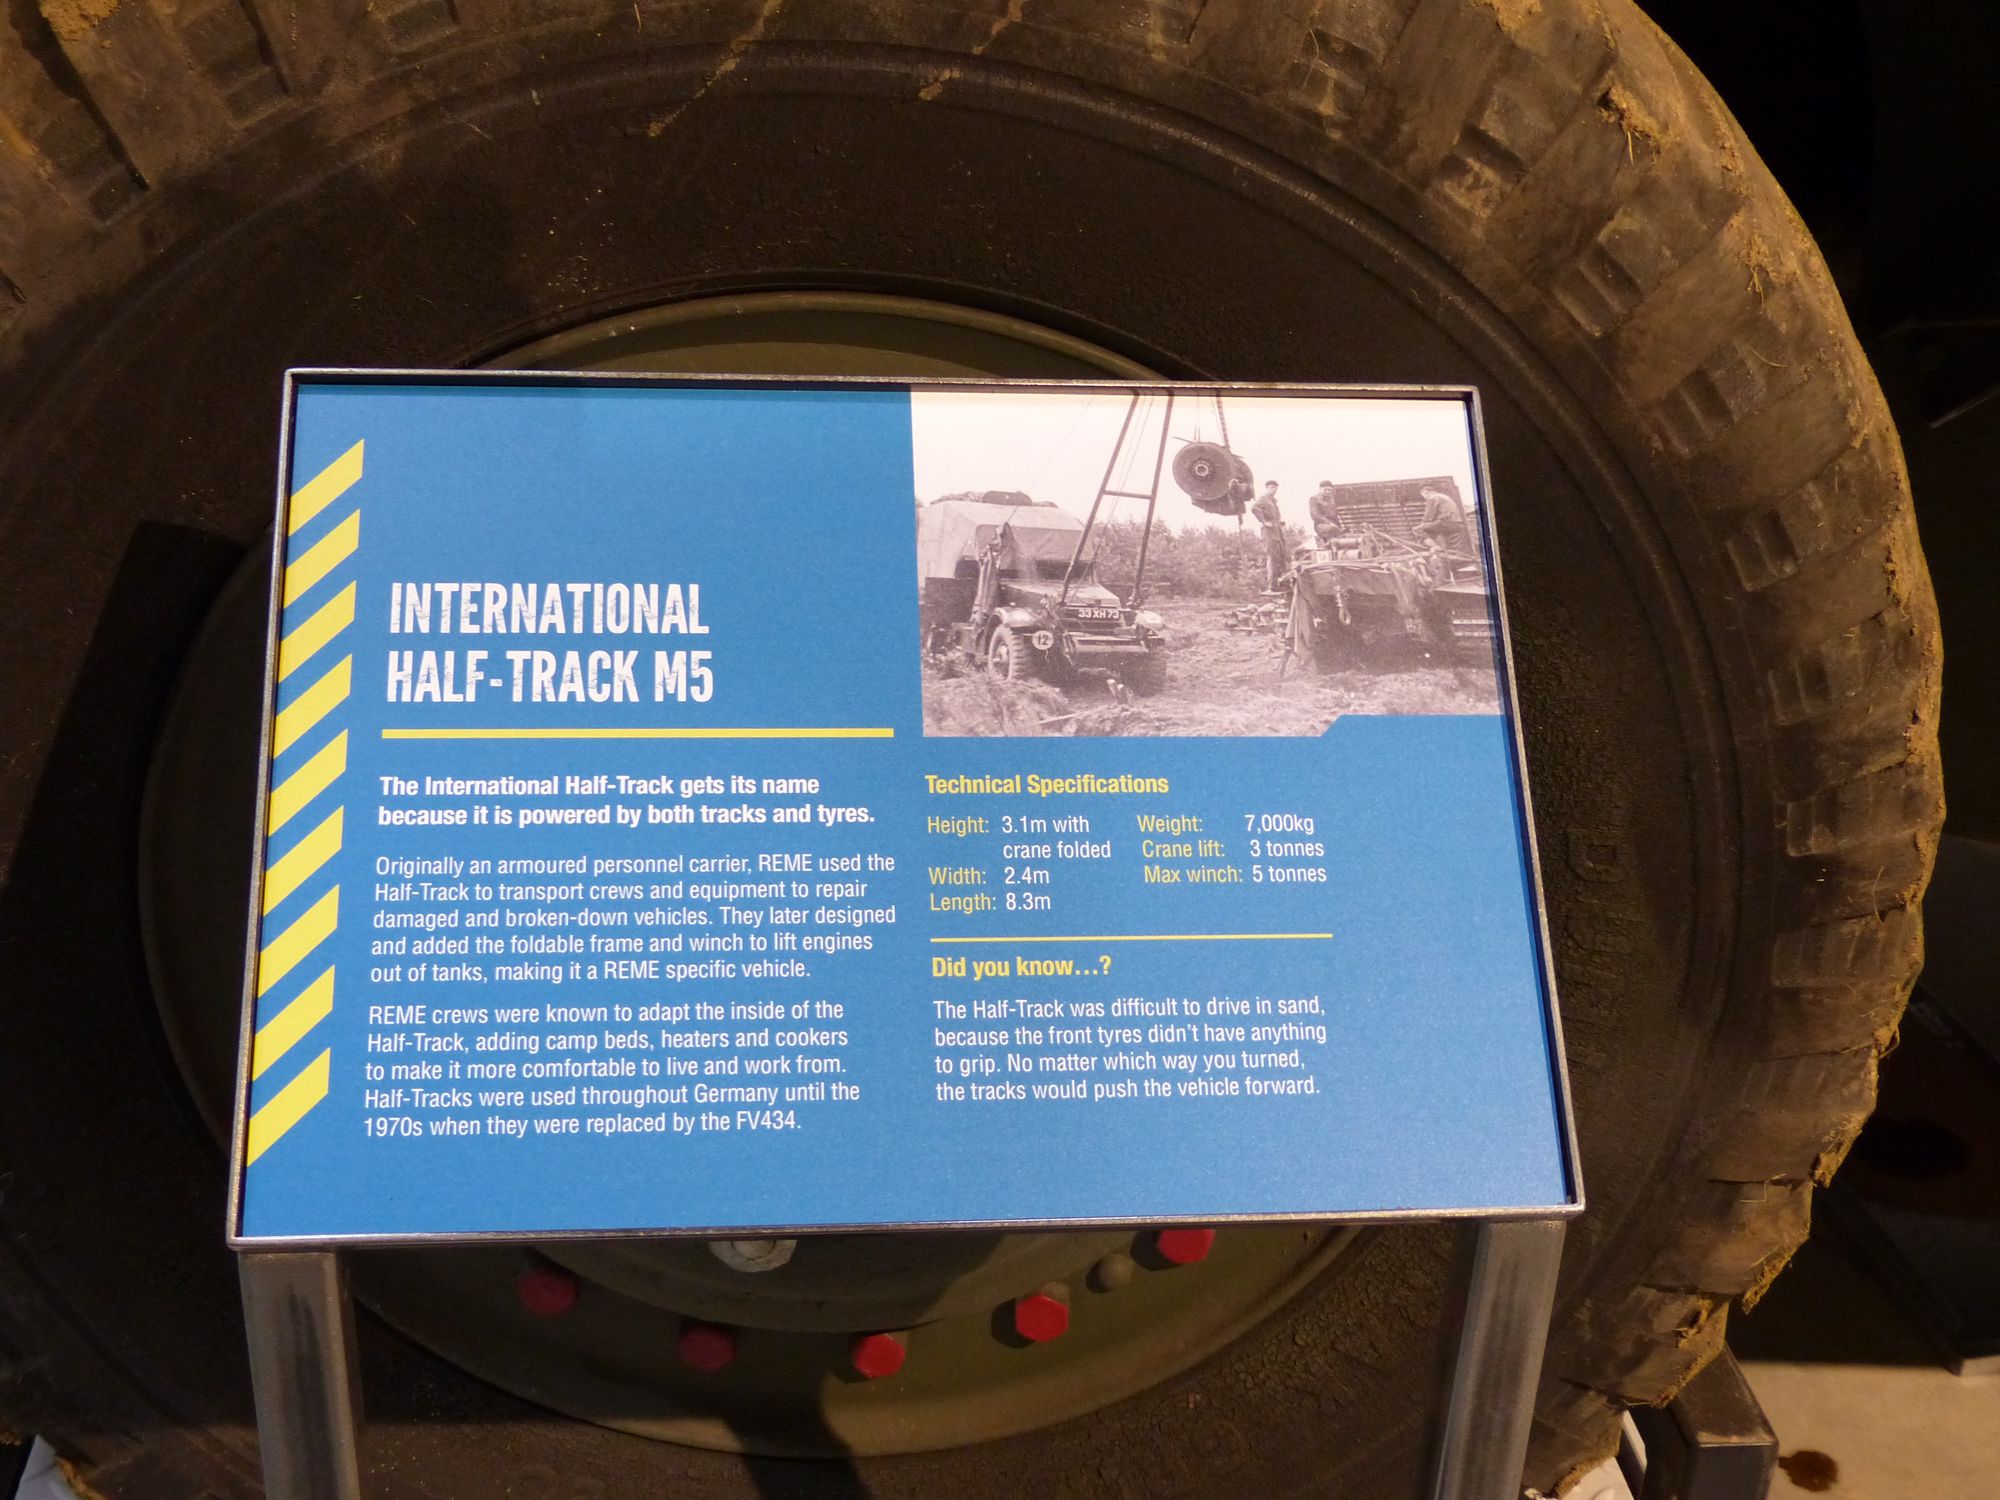 INTERNATIONAL
HALF-TRACK M5
The International Half-Track gets its name
because it is powered by both tracks and tyres.
Originally an armoured personnel carrier, REME used the
Half-Track to transport crews and equipment to repair
damaged and broken-down vehicles. They later designed
and added the foldable frame and winch to lift engines
out of tanks, making it a REME specific vehicle.
REME crews were known to adapt the inside of the
Half-Track, adding camp beds, heaters and cookers
to make it more comfortable to live and work from.
Half-Tracks were used throughout Germany until the
1970s when they were replaced by the FV434.
33 XH 73
12
Technical Specifications
Height: 3.1m with
crane folded
Width: 2.4m
Length: 8.3m
Weight: 7,000kg
Crane lift: 3 tonnes
Max winch: 5 tonnes
Did you know...?
The Half-Track was difficult to drive in sand,
because the front tyres didn't have anything
to grip. No matter which way you turned,
the tracks would push the vehicle forward.